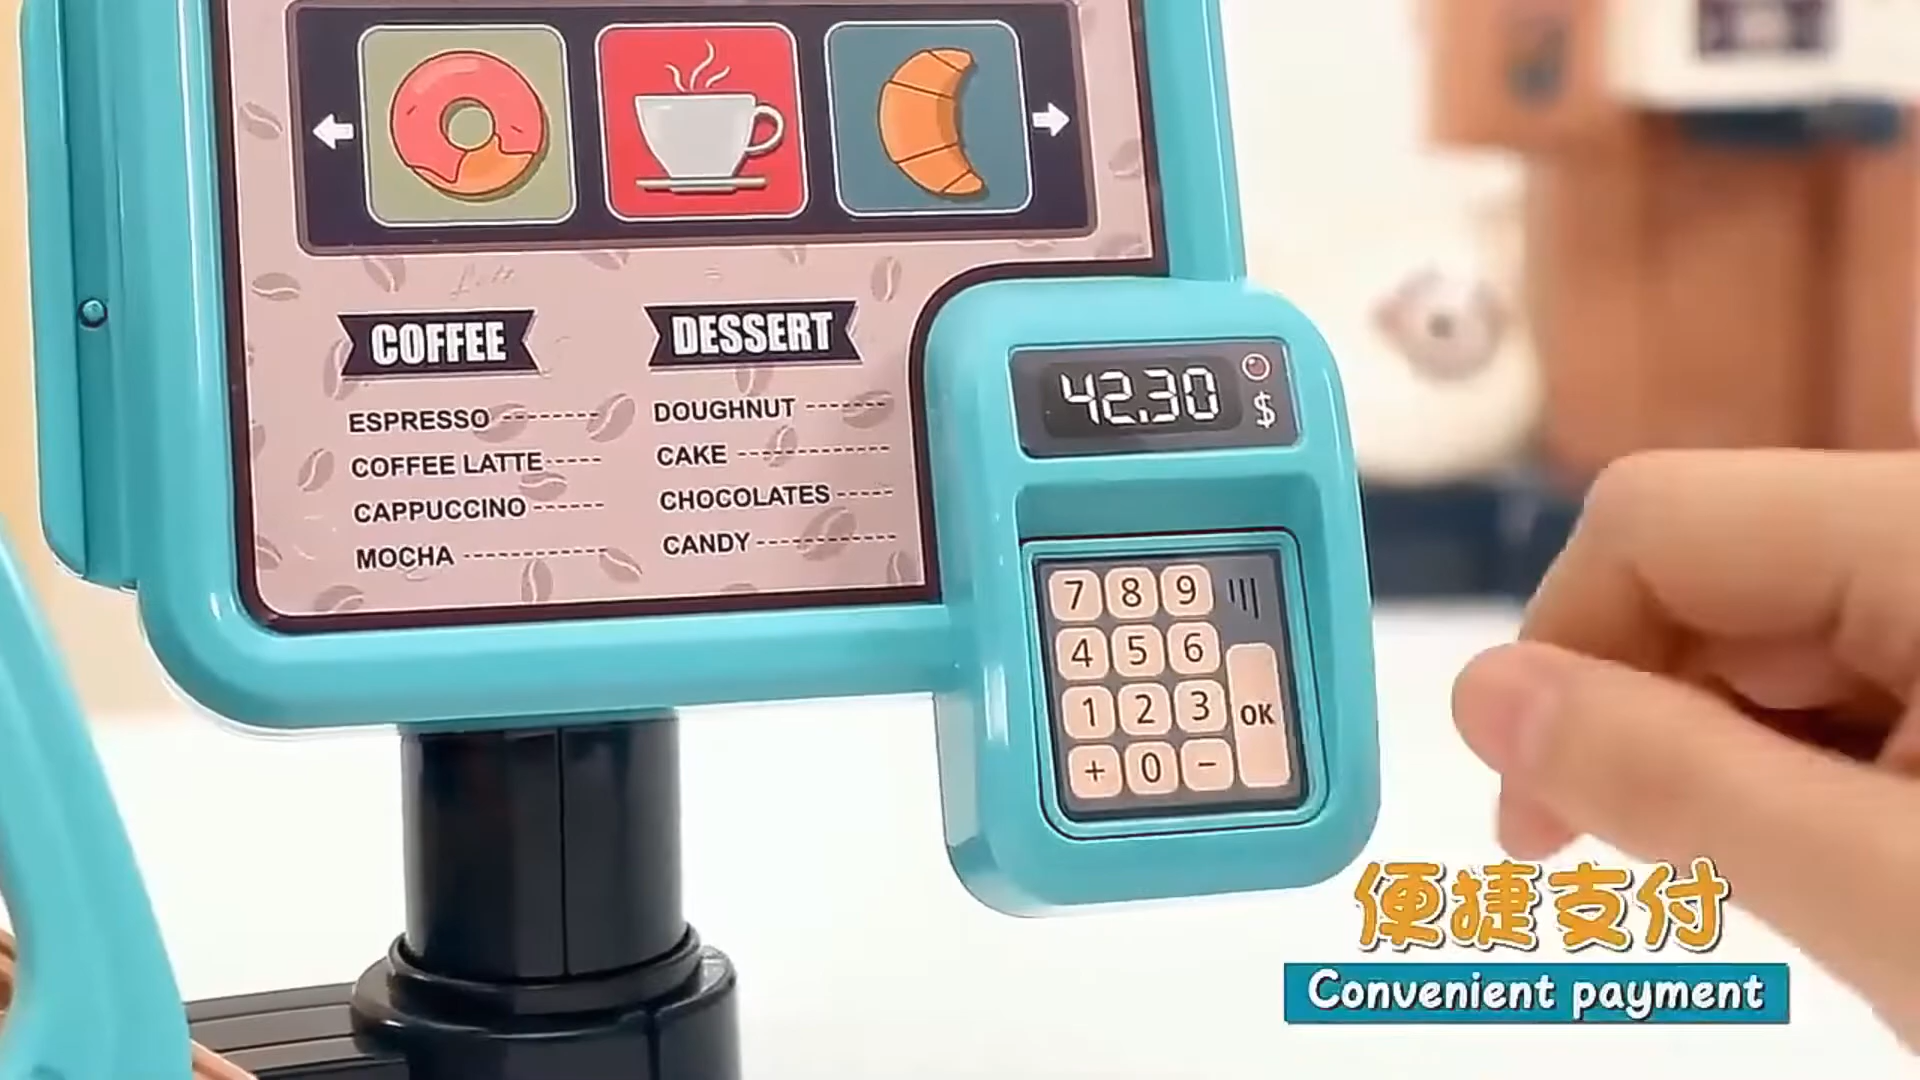 COFFEE
ESPRESSO
COFFEE LATTE
CAPPUCCINO
MOCHA
DESSERT
DOUGHNUT
CAKE
CHOCOLATES
CANDY
42.30
$
7 8 9
4 5 6
1 2 3 OK
+ 0 -
便捷支付
Convenient payment